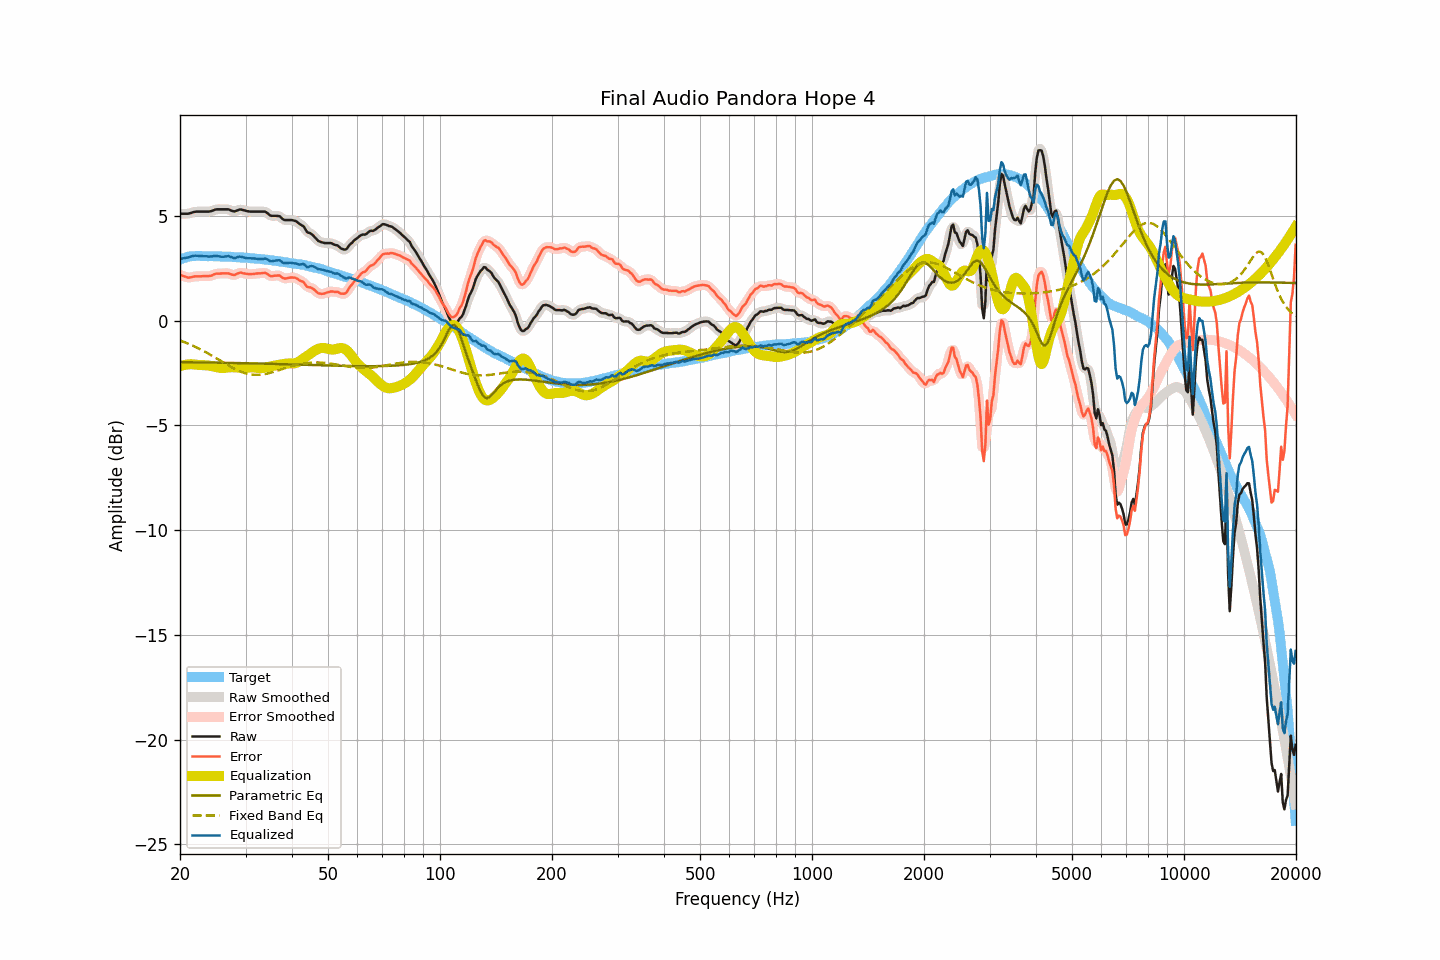 Final Audio Pandora Hope 4
Amplitude (dBr)
5
0
−5
−10
−15
−20
−25
Target
Raw Smoothed
Error Smoothed
Raw
Error
Equalization
Parametric Eq
Fixed Band Eq
Equalized
20 50 100 200 500 1000 2000 5000 10000 20000
Frequency (Hz)